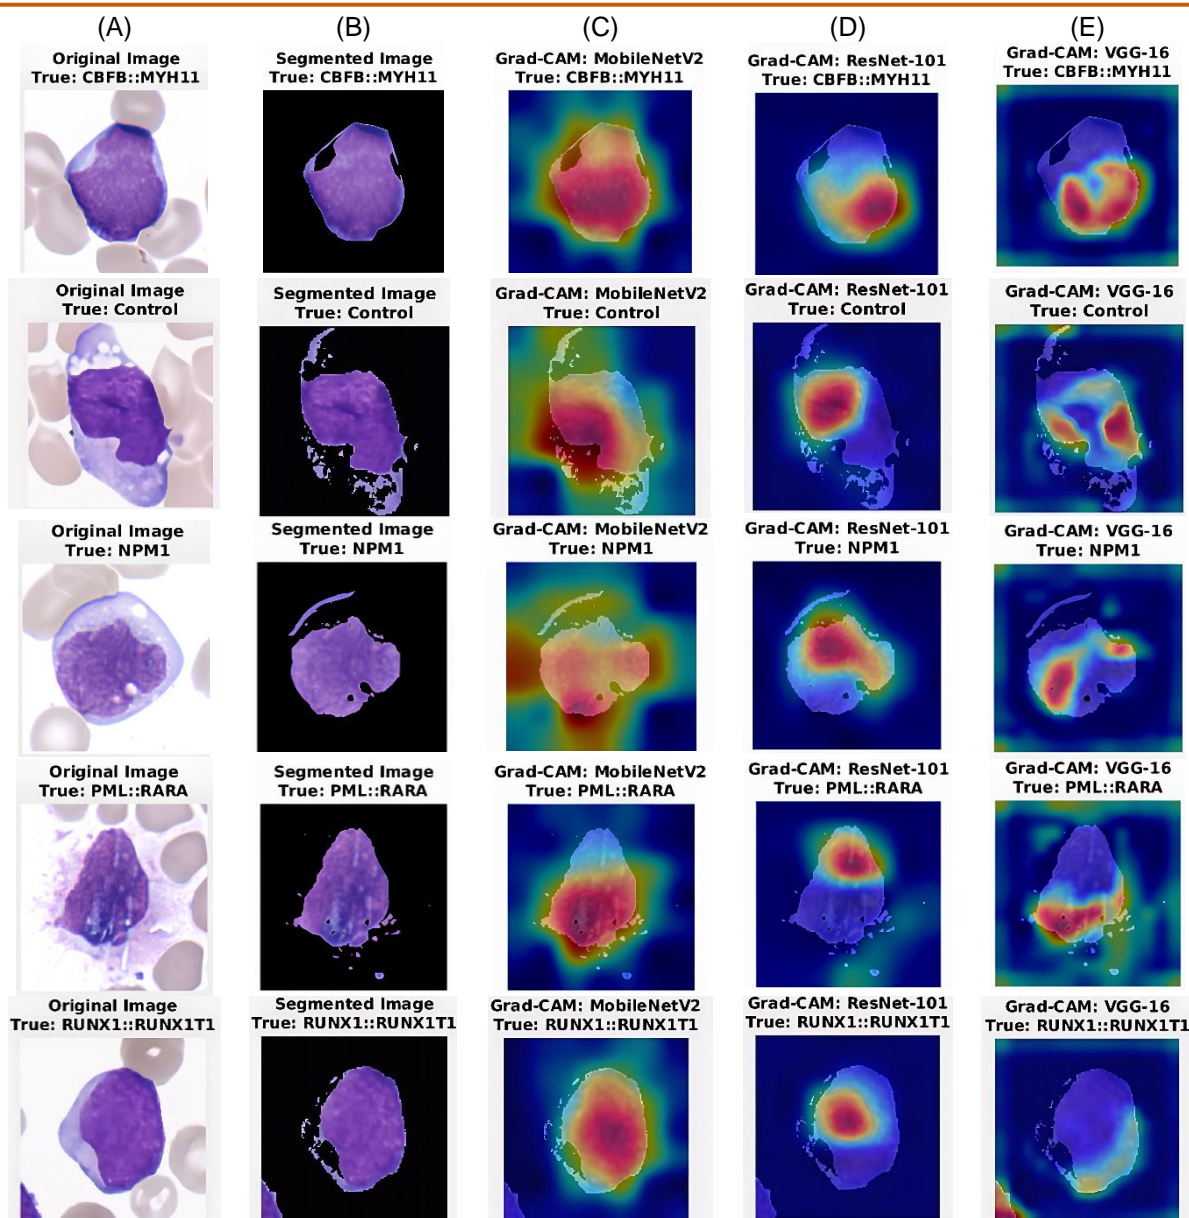 (A) (B) (C) (D) (E)
Original Image
True: CBFB::MYH11
Segmented Image
True: CBFB::MYH11
Grad-CAM: MobileNetV2
True: CBFB::MYH11
Grad-CAM: ResNet-101
True: CBFB::MYH11
Grad-CAM: VGG-16
True: CBFB::MYH11
Original Image
True: Control
Segmented Image
True: Control
Grad-CAM: MobileNetV2
True: Control
Grad-CAM: ResNet-101
True: Control
Grad-CAM: VGG-16
True: Control
Original Image
True: NPM1
Segmented Image
True: NPM1
Grad-CAM: MobileNetV2
True: NPM1
Grad-CAM: ResNet-101
True: NPM1
Grad-CAM: VGG-16
True: NPM1
Original Image
True: PML::RARA
Segmented Image
True: PML::RARA
Grad-CAM: MobileNetV2
True: PML::RARA
Grad-CAM: ResNet-101
True: PML::RARA
Grad-CAM: VGG-16
True: PML::RARA
Original Image
True: RUNX1::RUNX1T1
Segmented Image
True: RUNX1::RUNX1T1
Grad-CAM: MobileNetV2
True: RUNX1::RUNX1T1
Grad-CAM: ResNet-101
True: RUNX1::RUNX1T1
Grad-CAM: VGG-16
True: RUNX1::RUNX1T1